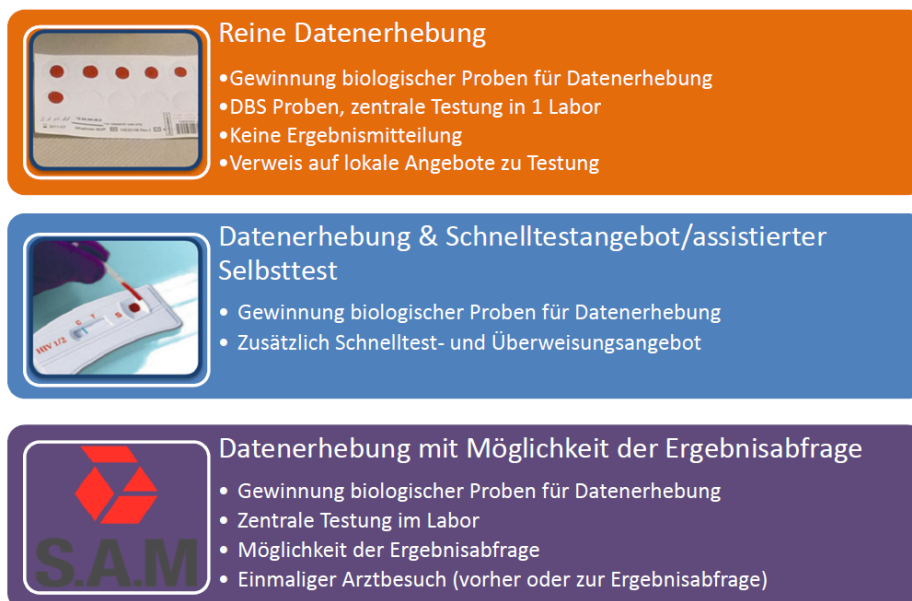 Reine Datenerhebung
•Gewinnung biologischer Proben für Datenerhebung
•DBS Proben, zentrale Testung in 1 Labor
•Keine Ergebnismitteilung
•Verweis auf lokale Angebote zu Testung
Datenerhebung & Schnelltestangebot/assistierter
Selbsttest
• Gewinnung biologischer Proben für Datenerhebung
• Zusätzlich Schnelltest- und Überweisungsangebot
C T S
HIV 1/2
Datenerhebung mit Möglichkeit der Ergebnisabfrage
• Gewinnung biologischer Proben für Datenerhebung
• Zentrale Testung im Labor
• Möglichkeit der Ergebnisabfrage
• Einmaliger Arztbesuch (vorher oder zur Ergebnisabfrage)
S.A.M